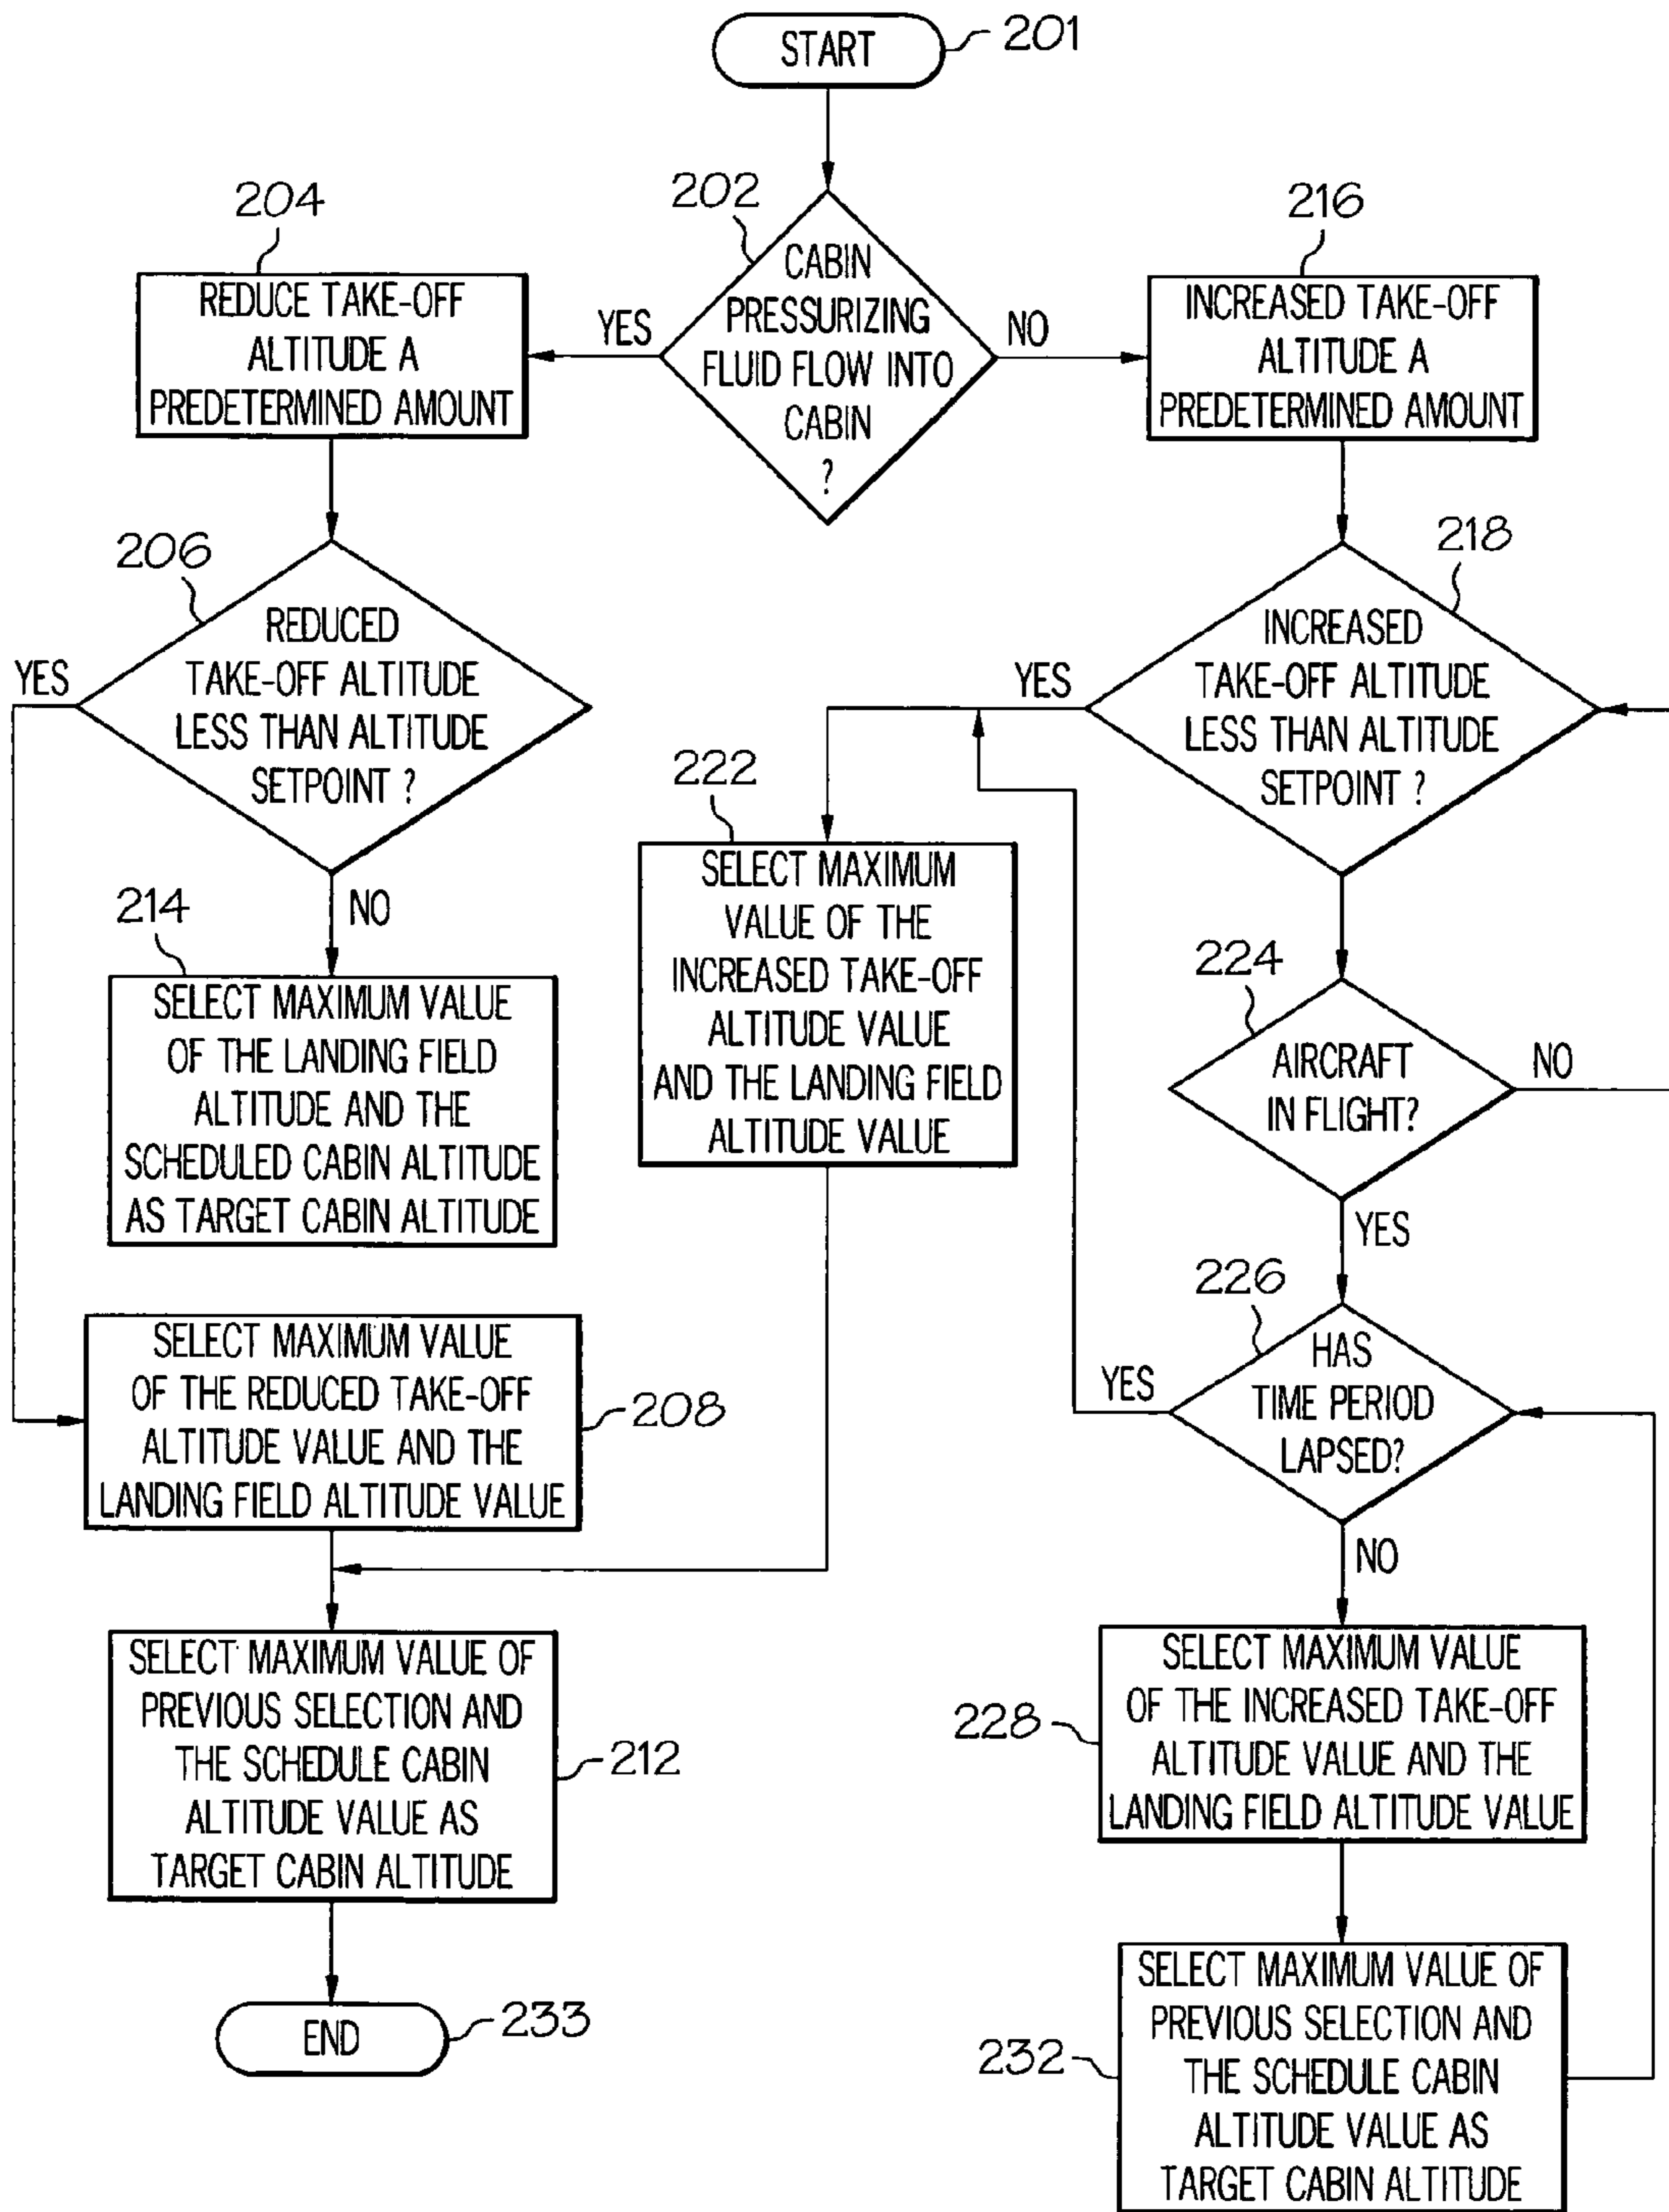 START
201
202
CABIN
PRESSURIZING
FLUID FLOW INTO
CABIN
?
YES
NO
204
REDUCE TAKE-OFF
ALTITUDE A
PREDETERMINED AMOUNT
216
INCREASED TAKE-OFF
ALTITUDE A
PREDETERMINED AMOUNT
206
REDUCED
TAKE-OFF ALTITUDE
LESS THAN ALTITUDE
SETPOINT ?
YES
NO
218
INCREASED
TAKE-OFF ALTITUDE
LESS THAN ALTITUDE
SETPOINT ?
YES
214
SELECT MAXIMUM VALUE
OF THE LANDING FIELD
ALTITUDE AND THE
SCHEDULED CABIN ALTITUDE
AS TARGET CABIN ALTITUDE
222
SELECT MAXIMUM
VALUE OF THE
INCREASED TAKE-OFF
ALTITUDE VALUE
AND THE LANDING FIELD
ALTITUDE VALUE
224
AIRCRAFT
IN FLIGHT?
NO
YES
226
HAS
TIME PERIOD
LAPSED?
YES
NO
SELECT MAXIMUM VALUE
OF THE REDUCED TAKE-OFF
ALTITUDE VALUE AND THE
LANDING FIELD ALTITUDE VALUE
208
SELECT MAXIMUM VALUE OF
PREVIOUS SELECTION AND
THE SCHEDULE CABIN
ALTITUDE VALUE AS
TARGET CABIN ALTITUDE
212
228
SELECT MAXIMUM VALUE
OF THE INCREASED TAKE-OFF
ALTITUDE VALUE AND THE
LANDING FIELD ALTITUDE VALUE
END
233
232
SELECT MAXIMUM VALUE OF
PREVIOUS SELECTION AND
THE SCHEDULE CABIN
ALTITUDE VALUE AS
TARGET CABIN ALTITUDE